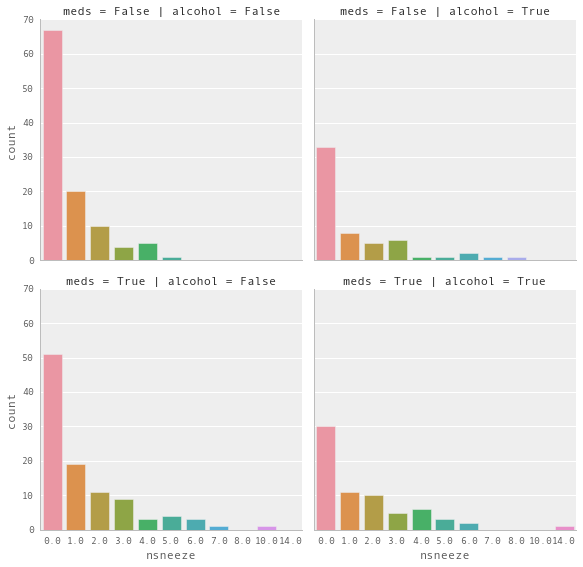 meds = False | alcohol = False
meds = False | alcohol = True
70
60
50
40
30
20
10
0
count
meds = True | alcohol = False
meds = True | alcohol = True
70
60
50
40
30
20
10
0
count
0.0 1.0 2.0 3.0 4.0 5.0 6.0 7.0 8.0 10.0 14.0
0.0 1.0 2.0 3.0 4.0 5.0 6.0 7.0 8.0 10.0 14.0
nsneeze
nsneeze